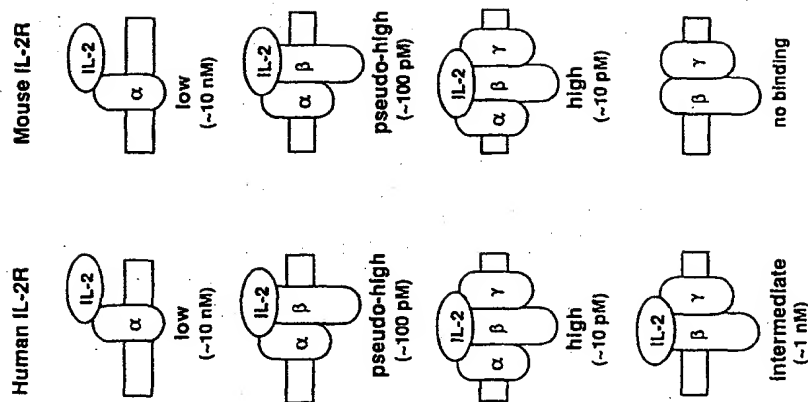 Human IL-2R
Mouse IL-2R
IL-2
α
low
(~10 nM)
IL-2
α
low
(~10 nM)
IL-2
α β
pseudo-high
(~100 pM)
IL-2
α β
pseudo-high
(~100 pM)
IL-2
α β γ
high
(~10 pM)
IL-2
α β γ
high
(~10 pM)
IL-2
β γ
intermediate
(~1 nM)
β γ
no binding